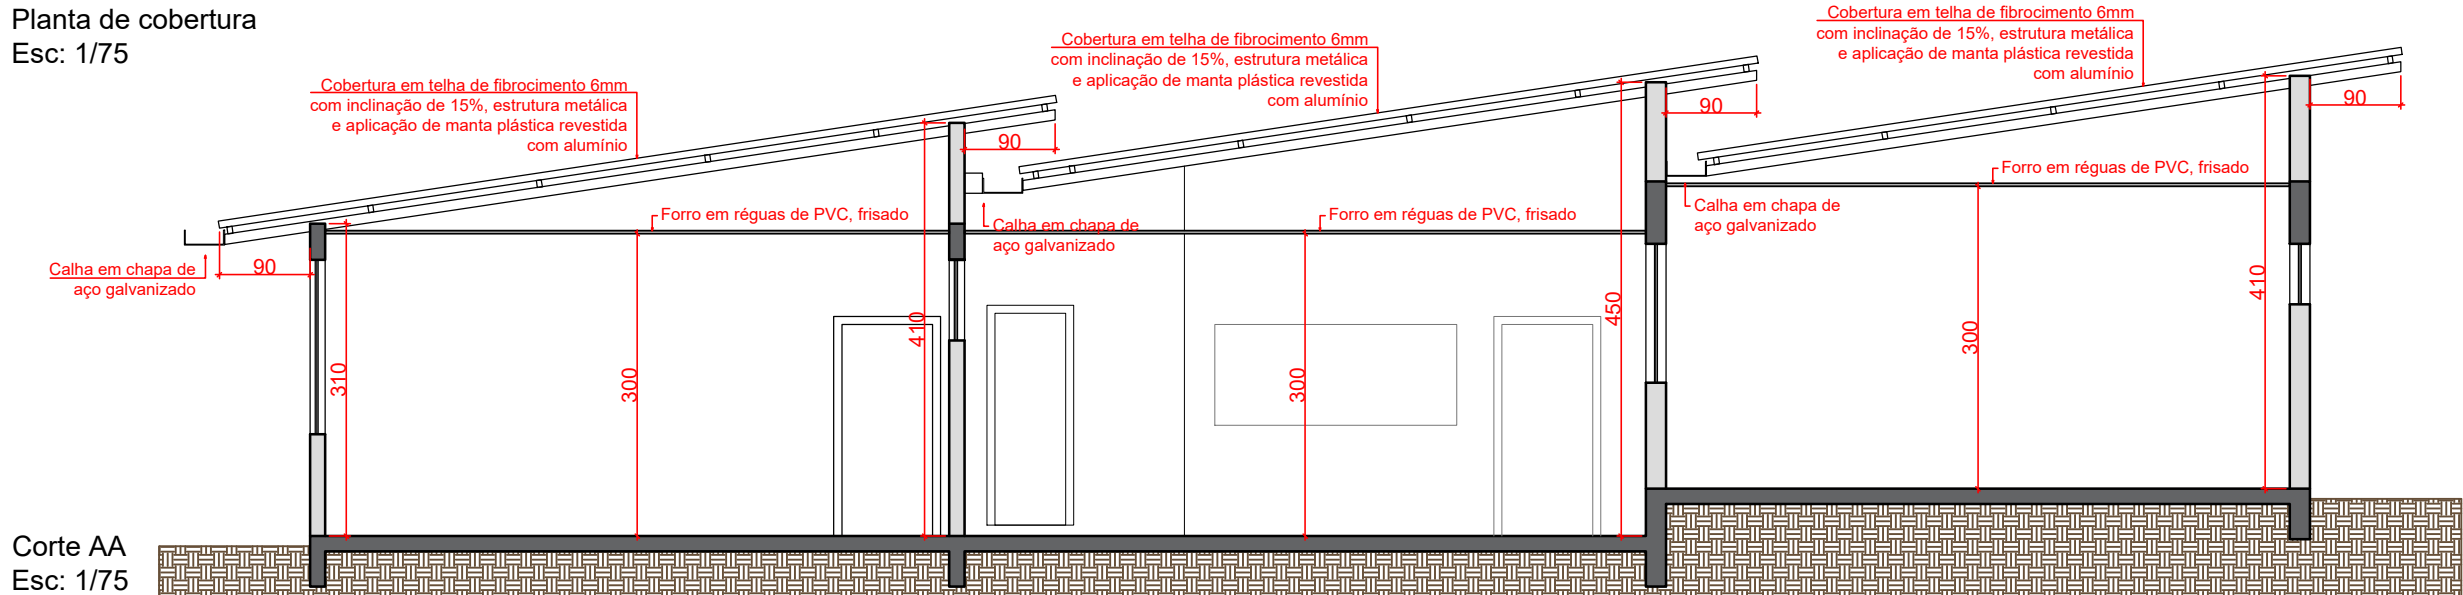 Planta de cobertura
Esc: 1/75
Cobertura em telha de fibrocimento 6mm
com inclinação de 15%, estrutura metálica
e aplicação de manta plástica revestida
com alumínio
Cobertura em telha de fibrocimento 6mm
com inclinação de 15%, estrutura metálica
e aplicação de manta plástica revestida
com alumínio
Cobertura em telha de fibrocimento 6mm
com inclinação de 15%, estrutura metálica
e aplicação de manta plástica revestida
com alumínio
90
90
90
Forro em réguas de PVC, frisado
Forro em réguas de PVC, frisado
Forro em réguas de PVC, frisado
Calha em chapa de
aço galvanizado
90
Calha em chapa de
aço galvanizado
Calha em chapa de
aço galvanizado
310
300
410
300
450
300
410
Corte AA
Esc: 1/75